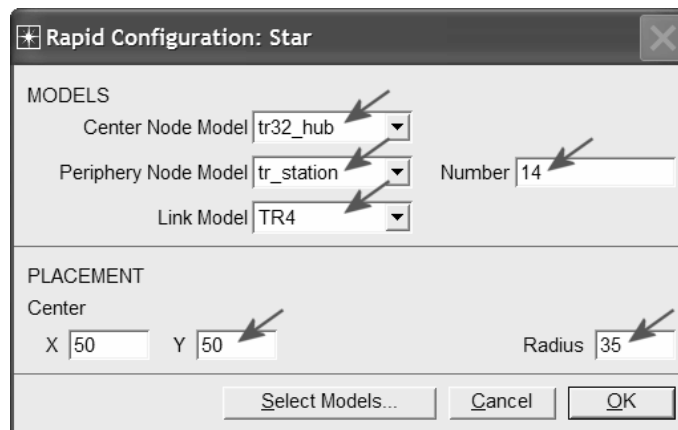 Rapid Configuration: Star
MODELS
Center Node Model tr32_hub
Periphery Node Model tr_station Number 14
Link Model TR4
PLACEMENT
Center
X 50 Y 50 Radius 35
Select Models... Cancel OK